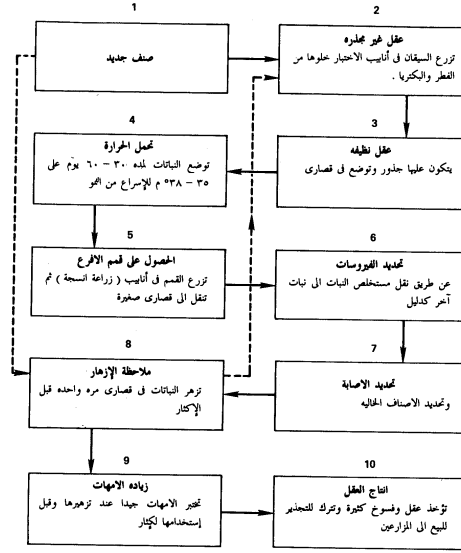 1
صنف جديد
2
عقل غير مجذره
تزرع السيقان فى أنابيب الاختبار خلوها من
الفطر والبكتريا .
3
عقل نظيفه
يتكون عليها جذور وتوضع فى قصارى
4
تحمل الحرارة
توضع النباتات لمده ٣٠ – ٦٠ يوم على
٣٥ – ٣٨° م للإسراع من النمو
5
الحصول على قمم الافرع
تزرع القمم فى أنابيب ( زراعة انسجة ) ثم
تنقل الى قصارى صغيرة
6
تحديد الفيروسات
عن طريق نقل مستخلص النبات الى نبات
آخر كدليل
7
تحديد الاصابة
وتحديد الاصناف الخاليه
8
ملاحظة الإزهار
تزهر النباتات فى قصارى مره واحده قبل
الإكثار
9
زياده الامهات
تختبر الامهات جيدا عند تزهيرها وقبل
إستخدامها لكثار
10
انتاج العقل
تؤخذ عقل وفسوخ كثيرة وتترك للتجذير
للبيع الى المزارعين